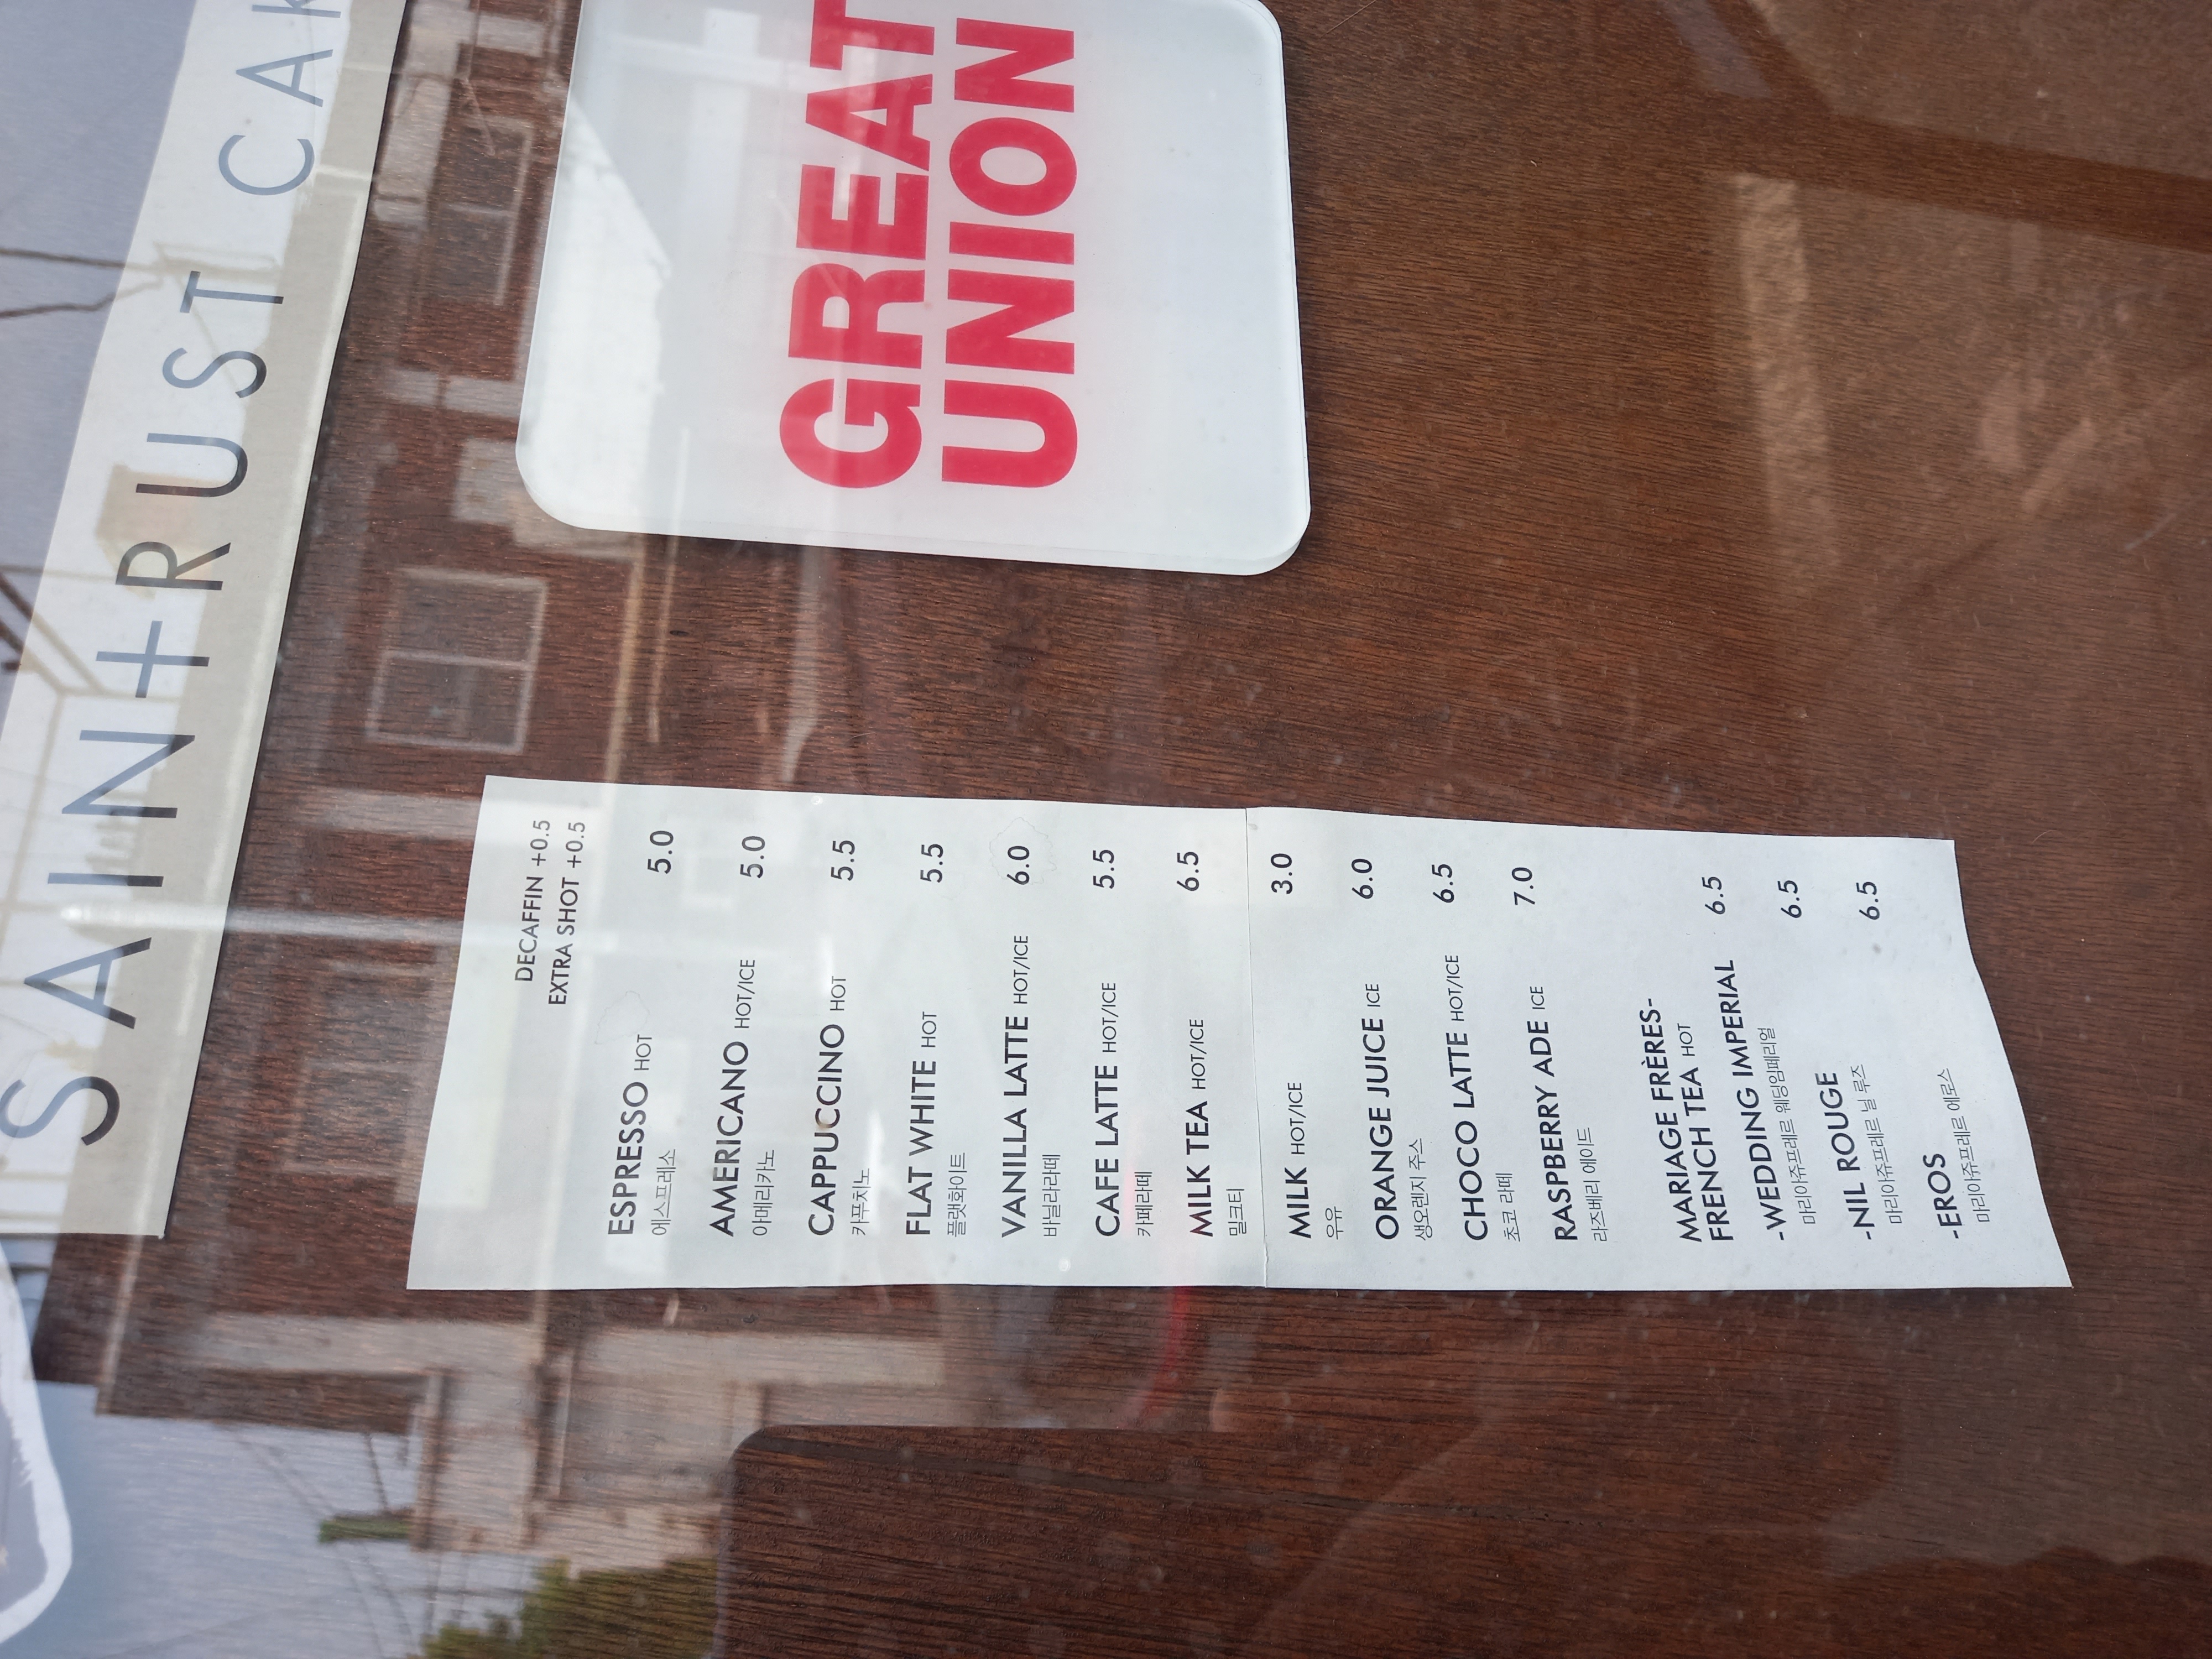 SAIN+RUST
GREAT
UNION
DECAFFIN +0.5
EXTRA SHOT +0.5
ESPRESSO HOT 5.0
에스프레소
AMERICANO HOT/ICE 5.0
아메리카노
CAPPUCCINO HOT 5.5
카푸치노
FLAT WHITE HOT 5.5
플랫화이트
VANILLA LATTE HOT/ICE 6.0
바닐라라떼
CAFE LATTE HOT/ICE 5.5
카페라떼
MILK TEA HOT/ICE 6.5
밀크티
MILK HOT/ICE 3.0
우유
ORANGE JUICE ICE 6.0
생오렌지 주스
CHOCO LATTE HOT/ICE 6.5
초코 라떼
RASPBERRY ADE ICE 7.0
라즈베리 에이드
MARIAGE FRÈRES-
FRENCH TEA HOT
-WEDDING IMPERIAL 6.5
마리아쥬프레르 웨딩임페리얼
-NIL ROUGE 6.5
마리아쥬프레르 닐 루즈
-EROS 6.5
마리아쥬프레르 에로스